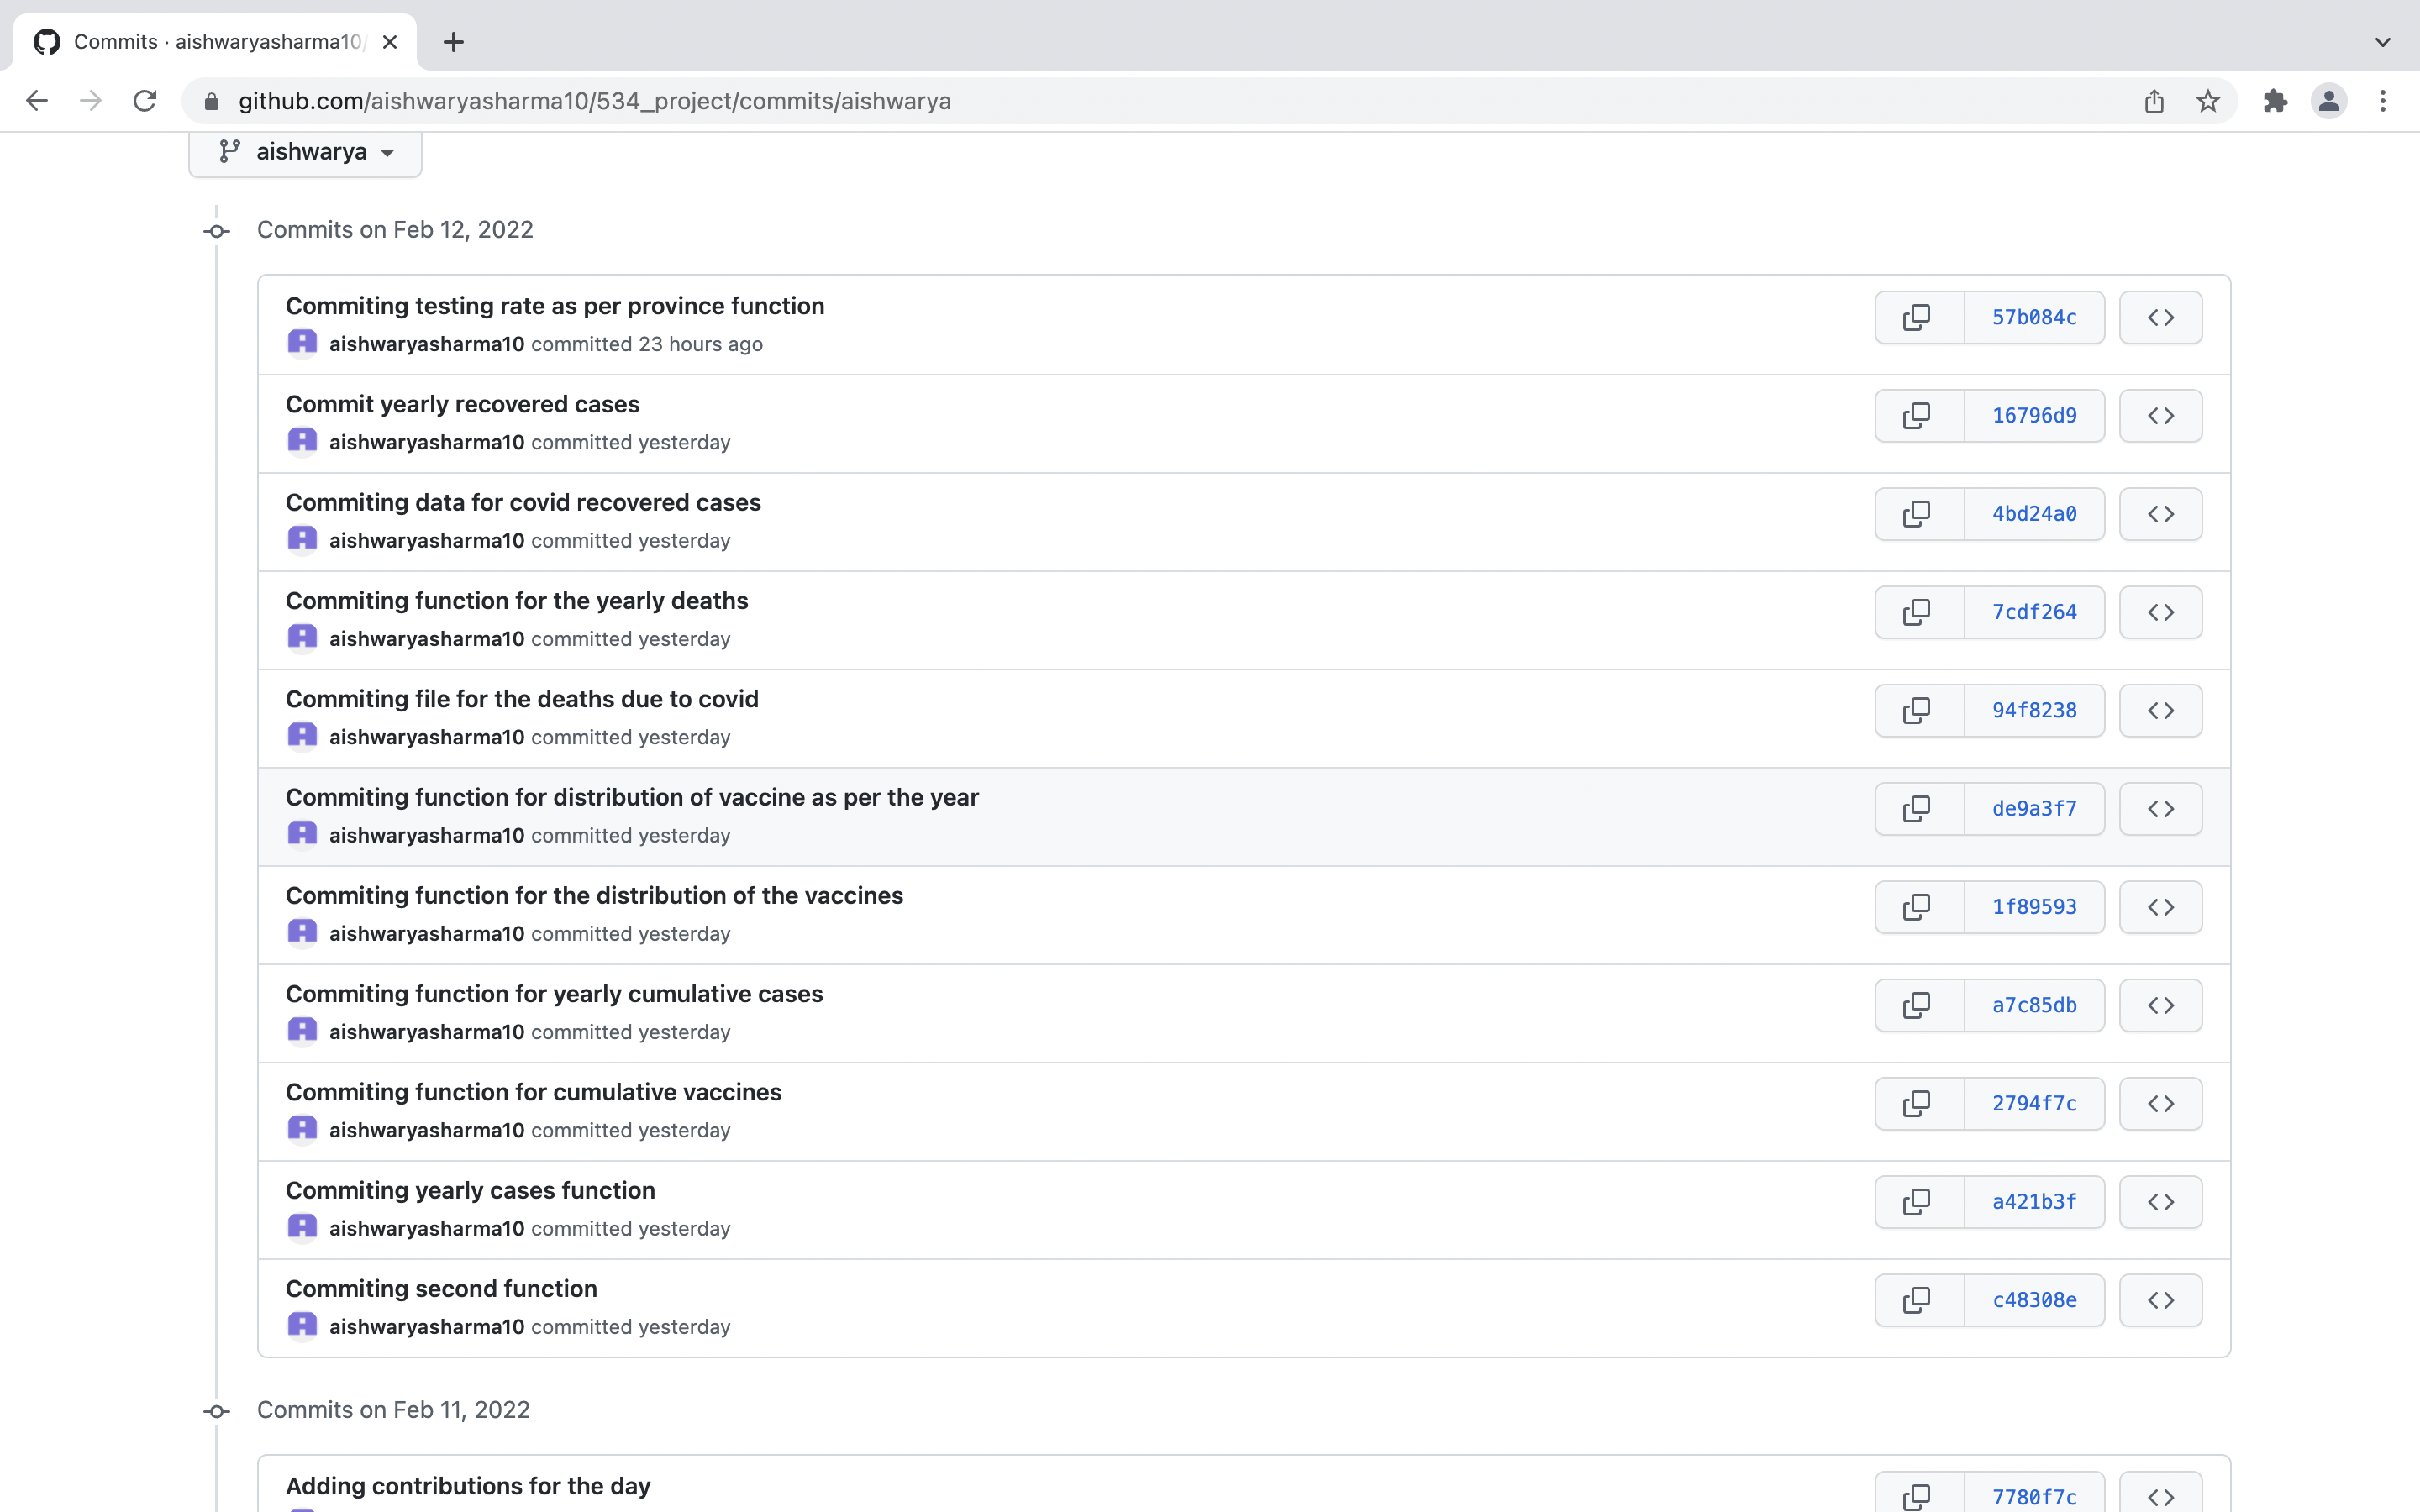 Commits · aishwaryasharma10/
github.com/aishwaryasharma10/534_project/commits/aishwarya
aishwarya
Commits on Feb 12, 2022
Commiting testing rate as per province function
57b084c
aishwaryasharma10 committed 23 hours ago
Commit yearly recovered cases
16796d9
aishwaryasharma10 committed yesterday
Commiting data for covid recovered cases
4bd24a0
aishwaryasharma10 committed yesterday
Commiting function for the yearly deaths
7cdf264
aishwaryasharma10 committed yesterday
Commiting file for the deaths due to covid
94f8238
aishwaryasharma10 committed yesterday
Commiting function for distribution of vaccine as per the year
de9a3f7
aishwaryasharma10 committed yesterday
Commiting function for the distribution of the vaccines
1f89593
aishwaryasharma10 committed yesterday
Commiting function for yearly cumulative cases
a7c85db
aishwaryasharma10 committed yesterday
Commiting function for cumulative vaccines
2794f7c
aishwaryasharma10 committed yesterday
Commiting yearly cases function
a421b3f
aishwaryasharma10 committed yesterday
Commiting second function
c48308e
aishwaryasharma10 committed yesterday
Commits on Feb 11, 2022
Adding contributions for the day
7780f7c